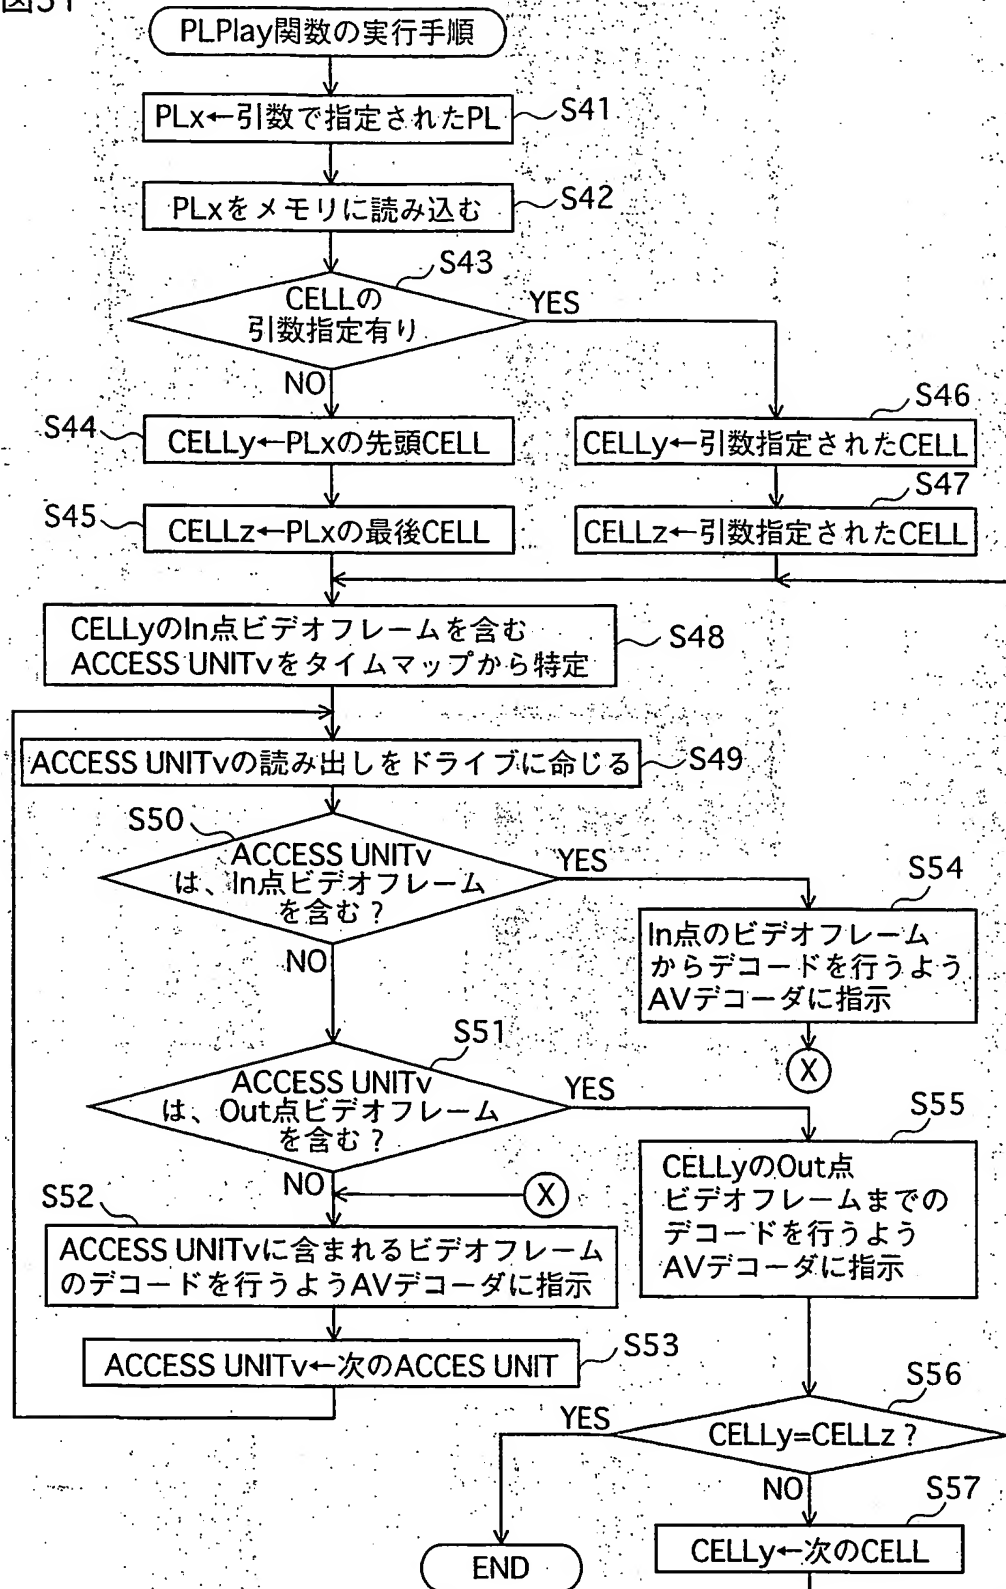 図51
PLPlay関数の実行手順
PLx←引数で指定されたPL
S41
PLxをメモリに読み込む
S42
S43
CELLの
引数指定有り
YES
NO
S44
CELLy←PLxの先頭CELL
S46
CELLy←引数指定されたCELL
S45
CELLz←PLxの最後CELL
S47
CELLz←引数指定されたCELL
CELLyのIn点ビデオフレームを含む
ACCESS UNITvをタイムマップから特定
S48
ACCESS UNITvの読み出しをドライブに命じる
S49
S50
ACCESS UNITv
は、In点ビデオフレーム
を含む？
YES
NO
S54
In点のビデオフレーム
からデコードを行うよう
AVデコーダに指示
X
S51
ACCESS UNITv
は、Out点ビデオフレーム
を含む？
YES
NO
X
S55
CELLyのOut点
ビデオフレームまでの
デコードを行うよう
AVデコーダに指示
S52
ACCESS UNITvに含まれるビデオフレーム
のデコードを行うようAVデコーダに指示
ACCESS UNITv←次のACCES UNIT
S53
S56
CELLy=CELLz？
YES
NO
S57
CELLy←次のCELL
END